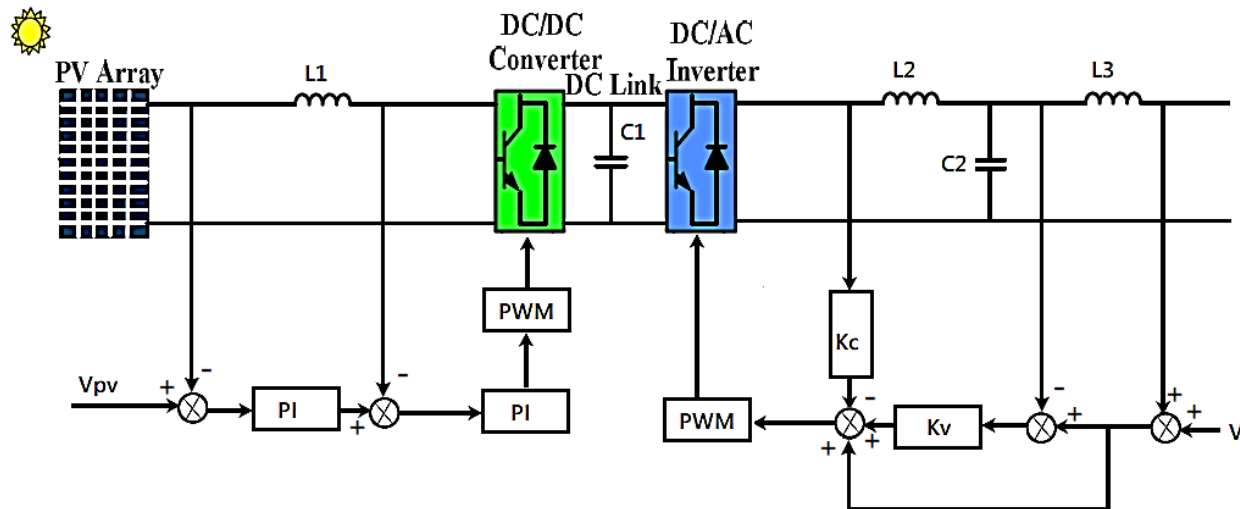 DC/DC
Converter
DC/AC
Inverter
PV Array
L1
DC Link
L2
L3
C1
C2
PWM
Kc
Vpv
+
-
PI
-
+
PI
PWM
-
+
+
Kv
-
+
+
+
V